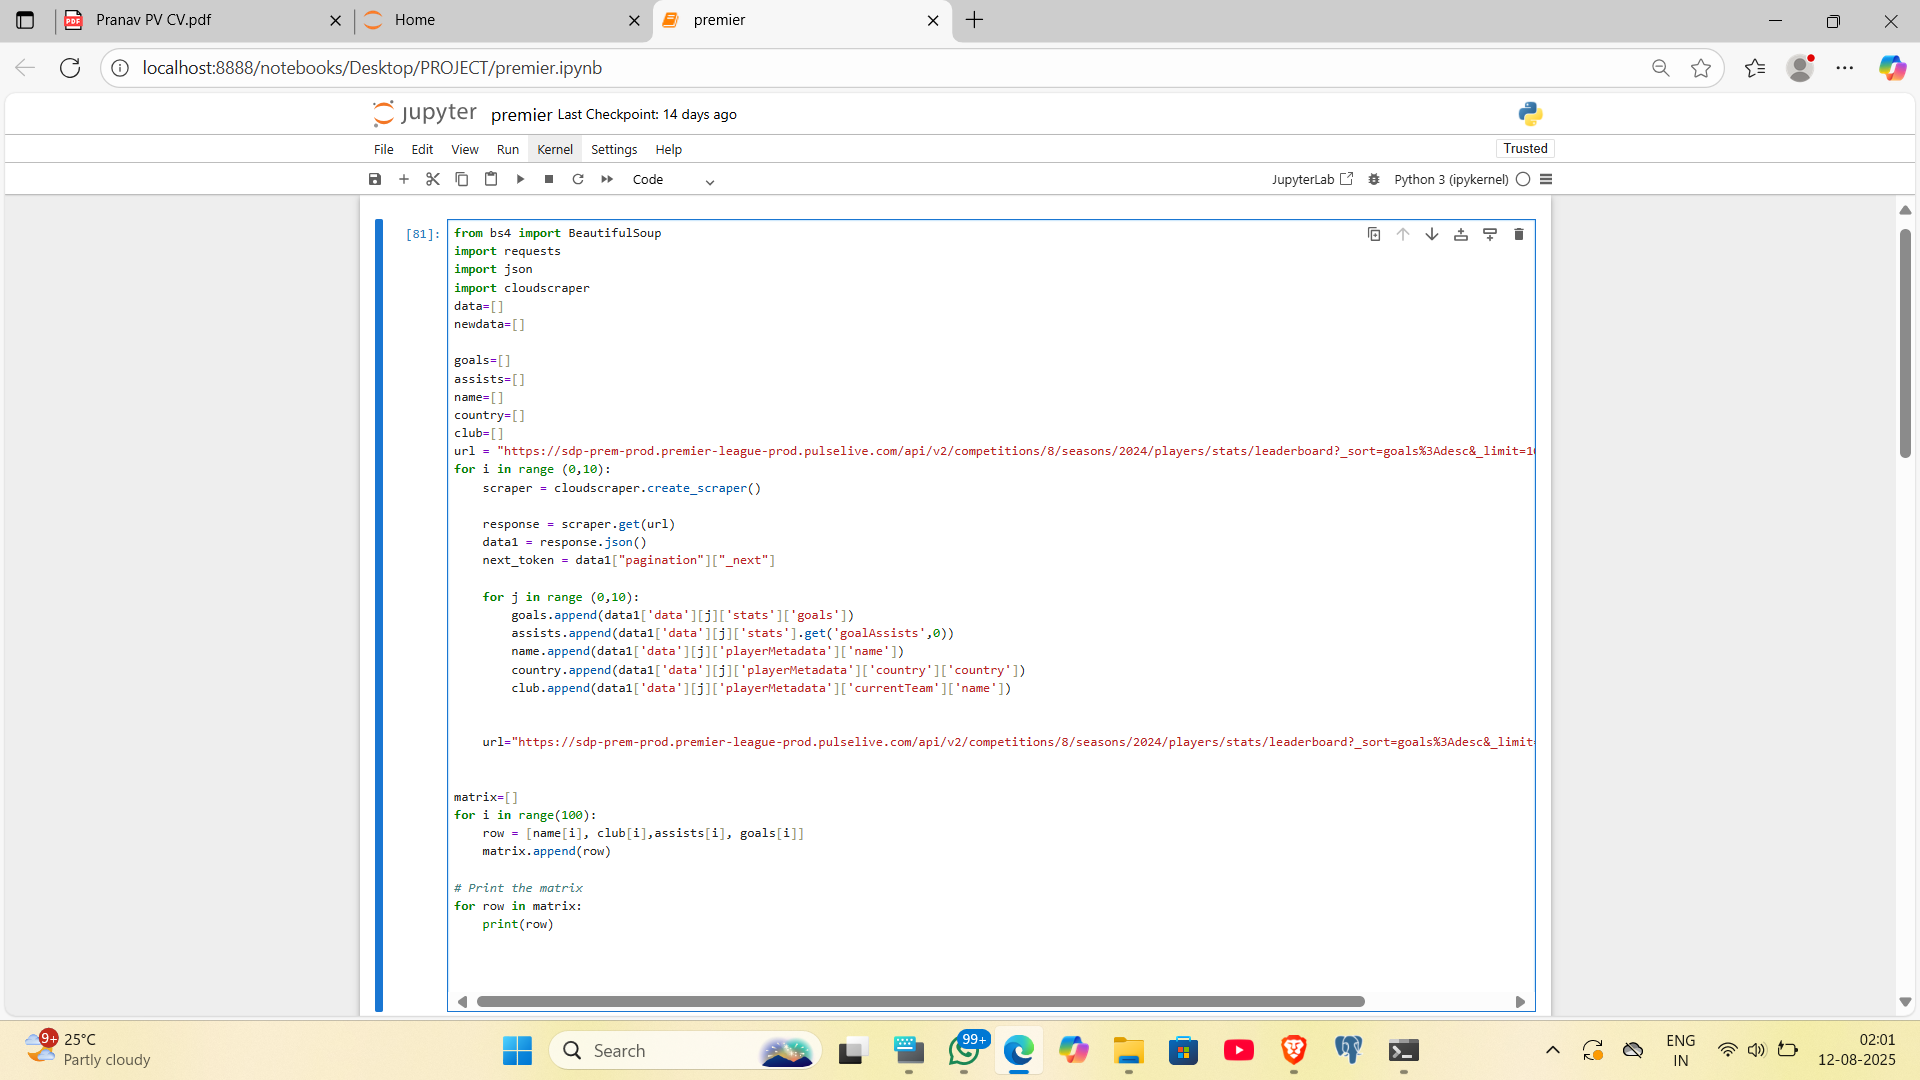 Pranav PV CV.pdf
Home
premier
localhost:8888/notebooks/Desktop/PROJECT/premier.ipynb
jupyter premier Last Checkpoint: 14 days ago
File Edit View Run Kernel Settings Help
Trusted
Code
JupyterLab
Python 3 (ipykernel)
[81]:
from bs4 import BeautifulSoup
import requests
import json
import cloudscraper
data=[]
newdata=[]
goals=[]
assists=[]
name=[]
country=[]
club=[]
url = "https://sdp-prem-prod.premier-league-prod.pulselive.com/api/v2/competitions/8/seasons/2024/players/stats/leaderboard?_sort=goals%3Adesc&_limit=10
for i in range (0,10):
    scraper = cloudscraper.create_scraper()
    response = scraper.get(url)
    data1 = response.json()
    next_token = data1["pagination"]["_next"]
    for j in range (0,10):
        goals.append(data1['data'][j]['stats']['goals'])
        assists.append(data1['data'][j]['stats'].get('goalAssists',0))
        name.append(data1['data'][j]['playerMetadata']['name'])
        country.append(data1['data'][j]['playerMetadata']['country']['country'])
        club.append(data1['data'][j]['playerMetadata']['currentTeam']['name'])
    url="https://sdp-prem-prod.premier-league-prod.pulselive.com/api/v2/competitions/8/seasons/2024/players/stats/leaderboard?_sort=goals%3Adesc&_limit=
matrix=[]
for i in range(100):
    row = [name[i], club[i],assists[i], goals[i]]
    matrix.append(row)
# Print the matrix
for row in matrix:
    print(row)
9+
25°C
Partly cloudy
Search
99+
ENG
IN
02:01
12-08-2025